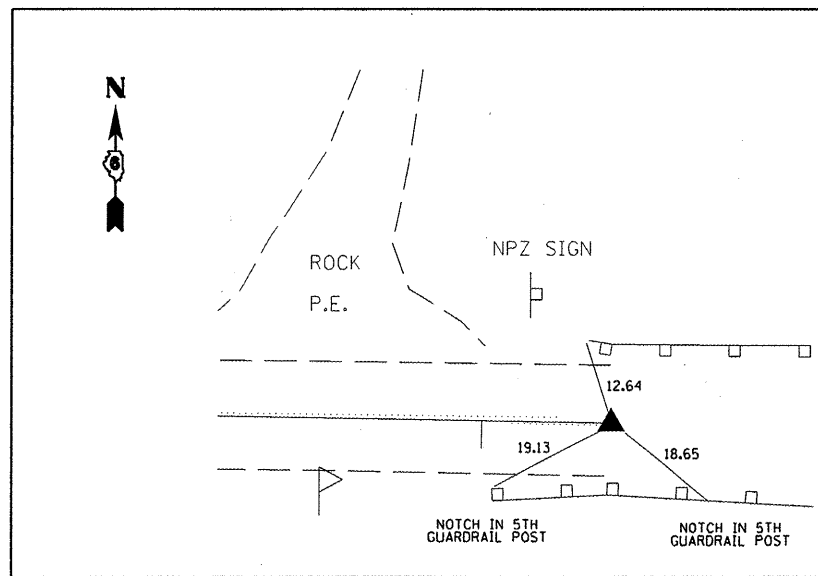 N
6
ROCK
P.E.
NPZ SIGN
12.64
19.13
18.65
NOTCH IN 5TH
GUARDRAIL POST
NOTCH IN 5TH
GUARDRAIL POST